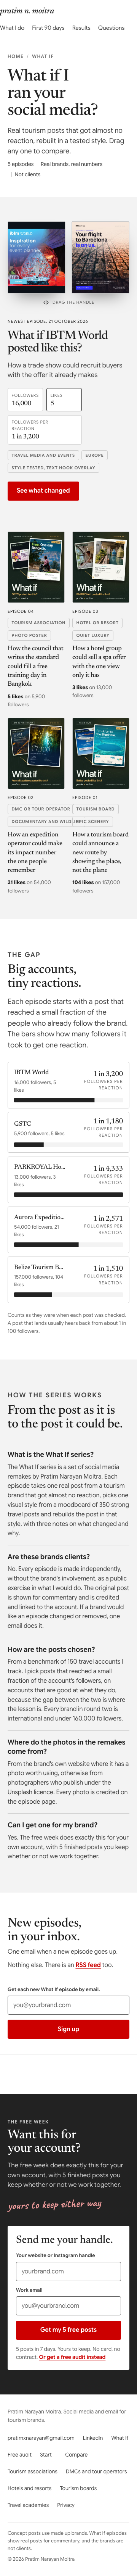 pratim n. moitra
What I do First 90 days Results Questions
HOME / WHAT IF
What if I
ran your
social media?
Real tourism posts that got almost no
reaction, rebuilt in a tested style. Drag
any one to compare.
5 episodes | Real brands, real numbers
| Not clients
DRAG THE HANDLE
NEWEST EPISODE, 21 OCTOBER 2026
What if IBTM World
posted like this?
How a trade show could recruit buyers
with the offer it already makes
FOLLOWERS
16,000
LIKES
5
FOLLOWERS PER
REACTION
1 in 3,200
TRAVEL MEDIA AND EVENTS EUROPE
STYLE TESTED, TEXT HOOK OVERLAY
See what changed
What if
What if
EPISODE 04
TOURISM ASSOCIATION
PHOTO POSTER
How the council that
writes the standard
could fill a free
training day in
Bangkok
5 likes on 5,900
followers
EPISODE 03
HOTEL OR RESORT
QUIET LUXURY
How a hotel group
could sell a spa offer
with the one view
only it has
3 likes on 13,000
followers
What if
What if
EPISODE 02
DMC OR TOUR OPERATOR
DOCUMENTARY AND WILDLIFE
How an expedition
operator could make
its impact number
the one people
remember
21 likes on 54,000
followers
EPISODE 01
TOURISM BOARD
EPIC SCENERY
How a tourism board
could announce a
new route by
showing the place,
not the plane
104 likes on 157,000
followers
THE GAP
Big accounts,
tiny reactions.
Each episode starts with a post that
reached a small fraction of the
people who already follow the brand.
The bars show how many followers it
took to get one reaction.
IBTM World
16,000 followers, 5
likes
1 in 3,200
FOLLOWERS PER
REACTION
GSTC
5,900 followers, 5 likes
1 in 1,180
FOLLOWERS PER
REACTION
PARKROYAL Ho...
13,000 followers, 3
likes
1 in 4,333
FOLLOWERS PER
REACTION
Aurora Expeditio...
54,000 followers, 21
likes
1 in 2,571
FOLLOWERS PER
REACTION
Belize Tourism B...
157,000 followers, 104
likes
1 in 1,510
FOLLOWERS PER
REACTION
Counts as they were when each post was checked.
A post that lands usually hears back from about 1 in
100 followers.
HOW THE SERIES WORKS
From the post as it is
to the post it could be.
What is the What If series?
The What If series is a set of social media
remakes by Pratim Narayan Moitra. Each
episode takes one real post from a tourism
brand that got almost no reaction, picks a
visual style from a moodboard of 350 strong
travel posts and rebuilds the post in that
style, with the reasons on what changed and
why.
Are these brands clients?
No. Every episode is made independently,
without the brand's involvement, as a public
exercise in what I would do. The original post
is shown for commentary and is credited
and linked to the account. If a brand would
rather an episode changed or removed, one
email does it.
How are the posts chosen?
From a benchmark of 150 travel accounts I
track. I pick posts that reached a small
fraction of the account's followers, on
accounts that are good at what they do,
because the gap is where the lesson is.
Every brand in round two is
international and under 160,000 followers.
Where do the photos in the remakes
come from?
From the brand's own website where it has a
photo worth using, otherwise from
photographers who publish under the
Unsplash licence. Every photo is credited on
the episode page.
Can I get one for my brand?
Yes. The free week does exactly this for your
own account, with 5 finished posts you keep
whether or not we work together.
New episodes,
in your inbox.
One email when a new episode goes up.
Nothing else. There is an RSS feed too.
Get each new What If episode by email.
you@yourbrand.com
Sign up
THE FREE WEEK
Want this for
your account?
The free week does exactly this for your
own account, with 5 finished posts you keep
whether or not we work together.
yours to keep either way
Send me your handle.
Your website or Instagram handle
yourbrand.com
Work email
you@yourbrand.com
Get my 5 free posts
5 posts in 7 days. Yours to keep. No card, no
contract. Or get a free audit instead
Pratim Narayan Moitra. Social media and email for
tourism brands.
pratimnarayan@gmail.com LinkedIn What If
Free audit Start Compare
Tourism associations DMCs and tour operators
Hotels and resorts Tourism boards
Travel academies Privacy
Concept posts use made up brands. What If episodes
show real posts for commentary, and the brands are
not clients.
© 2026 Pratim Narayan Moitra